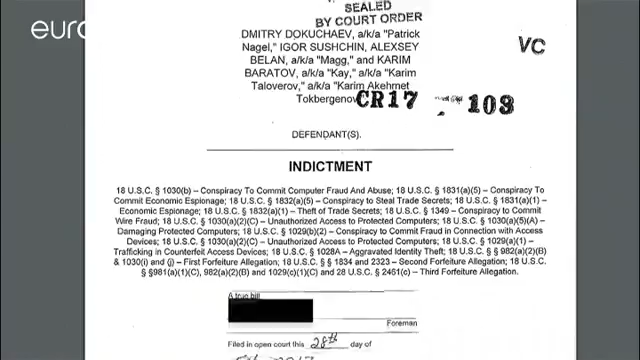 euro
SEALED
BY COURT ORDER
DMITRY DOKUCHAEV, a/k/a "Patrick
Nagel," IGOR SUSHCHIN, ALEXSEY
BELAN, a/k/a "Magg," and KARIM
BARATOV, a/k/a "Kay," a/k/a "Karim
Taloverov," a/k/a "Karim Akehmet
Tokbergenov
CR17 103
VC
DEFENDANT(S).
INDICTMENT
18 U.S.C. § 1030(b) – Conspiracy To Commit Computer Fraud And Abuse; 18 U.S.C. § 1831(a)(5) – Conspiracy To
Commit Economic Espionage; 18 U.S.C. § 1832(a)(5) – Conspiracy to Steal Trade Secrets; 18 U.S.C. § 1831(a)(1) –
Economic Espionage; 18 U.S.C. § 1832(a)(1) – Theft of Trade Secrets; 18 U.S.C. § 1349 – Conspiracy to Commit
Wire Fraud; 18 U.S.C. § 1030(a)(2)(C) – Unauthorized Access to Protected Computers; 18 U.S.C. § 1030(a)(5)(A) –
Damaging Protected Computers; 18 U.S.C. § 1029(b)(2) – Conspiracy to Commit Fraud in Connection with Access
Devices; 18 U.S.C. § 1030(a)(2)(C) – Unauthorized Access to Protected Computers; 18 U.S.C. § 1029(a)(1) –
Trafficking in Counterfeit Access Devices; 18 U.S.C. § 1028A – Aggravated Identity Theft; 18 U.S.C. §§ 982(a)(2)(B)
& 1030(i) and (j) – First Forfeiture Allegation; 18 U.S.C. § § 1834 and 2323 – Second Forfeiture Allegation; 18 U.S.C.
§ §981(a)(1)(C), 982(a)(2)(B) and 1029(c)(1)(C) and 28 U.S.C. § 2461(c) – Third Forfeiture Allegation.
A true bill
Foreman
Filed in open court this 28th day of